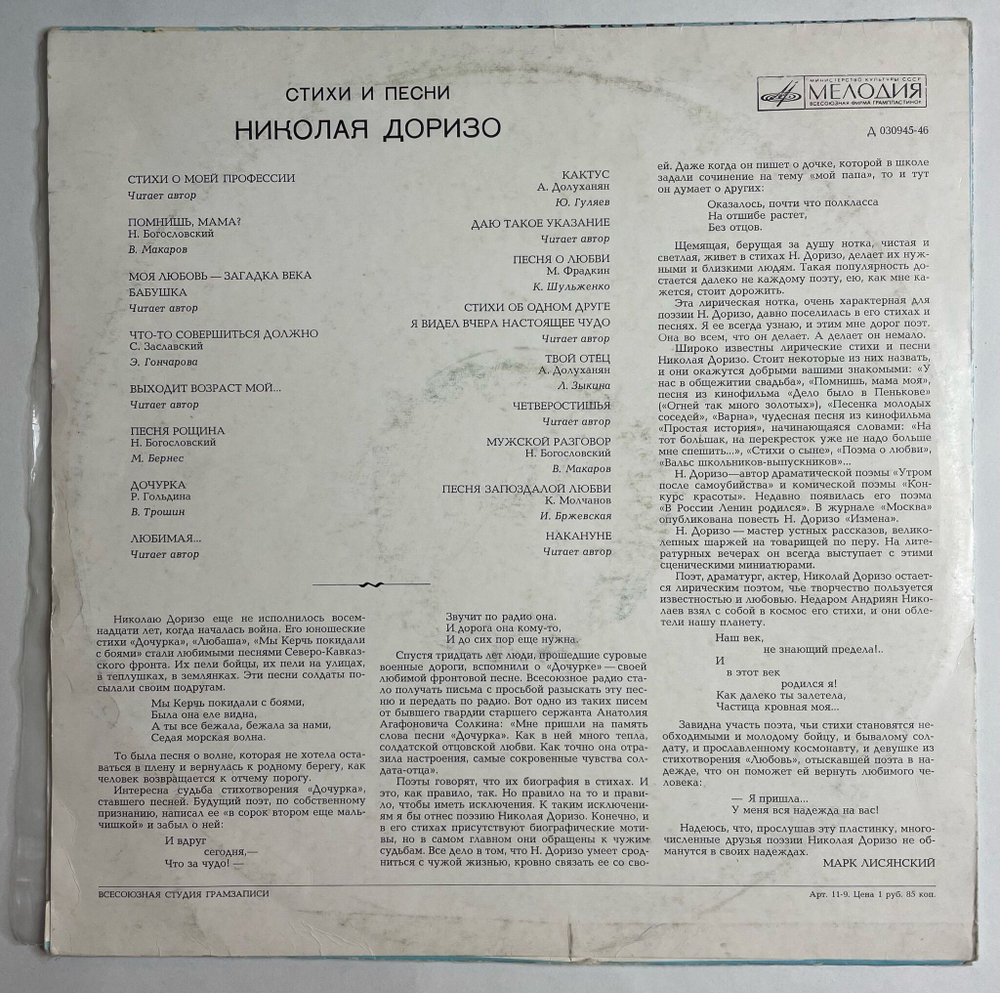 СТИХИ И ПЕСНИ
НИКОЛАЯ ДОРИЗО
МИНИСТЕРСТВО КУЛЬТУРЫ СССР
МЕЛОДИЯ
ВСЕСОЮЗНАЯ ФИРМА ГРАМПЛАСТИНОК
Д 030945-46
СТИХИ О МОЕЙ ПРОФЕССИИ
Читает автор
ПОМНИШЬ, МАМА?
Н. Богословский
В. Макаров
МОЯ ЛЮБОВЬ — ЗАГАДКА ВЕКА
БАБУШКА
Читает автор
ЧТО-ТО СОВЕРШИТЬСЯ ДОЛЖНО
С. Заславский
Э. Гончарова
ВЫХОДИТ ВОЗРАСТ МОЙ...
Читает автор
ПЕСНЯ РОЩИНА
Н. Богословский
М. Бернес
ДОЧУРКА
Р. Гольдина
В. Трошин
ЛЮБИМАЯ...
Читает автор
КАКТУС
А. Долуханян
Ю. Гуляев
ДАЮ ТАКОЕ УКАЗАНИЕ
Читает автор
ПЕСНЯ О ЛЮБВИ
М. Фрадкин
К. Шульженко
СТИХИ ОБ ОДНОМ ДРУГЕ
Я ВИДЕЛ ВЧЕРА НАСТОЯЩЕЕ ЧУДО
Читает автор
ТВОЙ ОТЕЦ
А. Долуханян
Л. Зыкина
ЧЕТВЕРОСТИШЬЯ
Читает автор
МУЖСКОЙ РАЗГОВОР
Н. Богословский
В. Макаров
ПЕСНЯ ЗАПОЗДАЛОЙ ЛЮБВИ
К. Молчанов
И. Бржевская
НАКАНУНЕ
Читает автор
Николаю Доризо еще не исполнилось восем-
надцати лет, когда началась война. Его юношеские
стихи «Дочурка», «Любаша», «Мы Керчь покидали
с боями» стали любимыми песнями Северо-Кавказ-
ского фронта. Их пели бойцы, их пели на улицах,
в теплушках, в землянках. Эти песни солдаты по-
сылали своим подругам.
Мы Керчь покидали с боями,
Была она еле видна,
А ты все бежала, бежала за нами,
Седая морская волна.
То была песня о волне, которая не хотела оста-
ваться в плену и вернулась к родному берегу, как
человек возвращается к отчему порогу.
Интересна судьба стихотворения «Дочурка»,
ставшего песней. Будущий поэт, по собственному
признанию, написал ее «в сорок втором еще маль-
чишкой» и забыл о ней:
И вдруг
сегодня,—
Что за чудо! —
Звучит по радио она.
И дорога она кому-то,
И до сих пор еще нужна.
Спустя тридцать лет люди, прошедшие суровые
военные дороги, вспомнили о «Дочурке» — своей
любимой фронтовой песне. Всесоюзное радио ста-
ло получать письма с просьбой разыскать эту пес-
ню и передать по радио. Вот одно из таких писем
от бывшего гвардии старшего сержанта Анатолия
Агафоновича Солкина: «Мне пришли на память
слова песни «Дочурка». Как в ней много тепла,
солдатской отцовской любви. Как точно она отра-
зила настроения, самые сокровенные чувства сол-
дата-отца».
Поэты говорят, что их биография в стихах. И
это, как правило, так. Но правило на то и прави-
ло, чтобы иметь исключения. К таким исключени-
ям я бы отнес поэзию Николая Доризо. Конечно, и
в его стихах присутствуют биографические моти-
вы, но в самом главном они обращены к чужим
судьбам. Все дело в том, что Н. Доризо умеет срод-
ниться с чужой жизнью, кровно связать ее со сво-
ей. Даже когда он пишет о дочке, которой в школе
задали сочинение на тему «мой папа», то и тут
он думает о других:
Оказалось, почти что полкласса
На отшибе растет,
Без отцов.
Щемящая, берущая за душу нотка, чистая и
светлая, живет в стихах Н. Доризо, делает их нуж-
ными и близкими людям. Такая популярность до-
стается далеко не каждому поэту, ею, как мне ка-
жется, стоит дорожить.
Эта лирическая нотка, очень характерная для
поэзии Н. Доризо, давно поселилась в его стихах и
песнях. Я ее всегда узнаю, и этим мне дорог поэт.
Она во всем, что он делает. А делает он немало.
Широко известны лирические стихи и песни
Николая Доризо. Стоит некоторые из них назвать,
и они окажутся добрыми вашими знакомыми: «У
нас в общежитии свадьба», «Помнишь, мама моя»,
песня из кинофильма «Дело было в Пенькове»
(«Огней так много золотых»), «Песенка молодых
соседей», «Варна», чудесная песня из кинофильма
«Простая история», начинающаяся словами: «На
тот большак, на перекресток уже не надо больше
мне спешить...», «Стихи о сыне», «Поэма о любви»,
«Вальс школьников-выпускников»...
Н. Доризо—автор драматической поэмы «Утром
после самоубийства» и комической поэмы «Кон-
курс красоты». Недавно появилась его поэма
«В России Ленин родился». В журнале «Москва»
опубликована повесть Н. Доризо «Измена».
Н. Доризо — мастер устных рассказов, велико-
лепных шаржей на товарищей по перу. На лите-
ратурных вечерах он всегда выступает с этими
сценическими миниатюрами.
Поэт, драматург, актер, Николай Доризо остает-
ся лирическим поэтом, чье творчество пользуется
известностью и любовью. Недаром Андриян Нико-
лаев взял с собой в космос его стихи, и они обле-
тели нашу планету.
Наш век,
не знающий предела!..
И
в этот век
родился я!
Как далеко ты залетела,
Частица кровная моя...
Завидна участь поэта, чьи стихи становятся не-
обходимыми и молодому бойцу, и бывалому сол-
дату, и прославленному космонавту, и девушке из
стихотворения «Любовь», отыскавшей поэта в на-
дежде, что он поможет ей вернуть любимого че-
ловека:
— Я пришла...
У меня вся надежда на вас!
Надеюсь, что, прослушав эту пластинку, много-
численные друзья поэзии Николая Доризо не об-
манутся в своих надеждах.
МАРК ЛИСЯНСКИЙ
ВСЕСОЮЗНАЯ СТУДИЯ ГРАМЗАПИСИ
Арт. 11-9. Цена 1 руб. 85 коп.